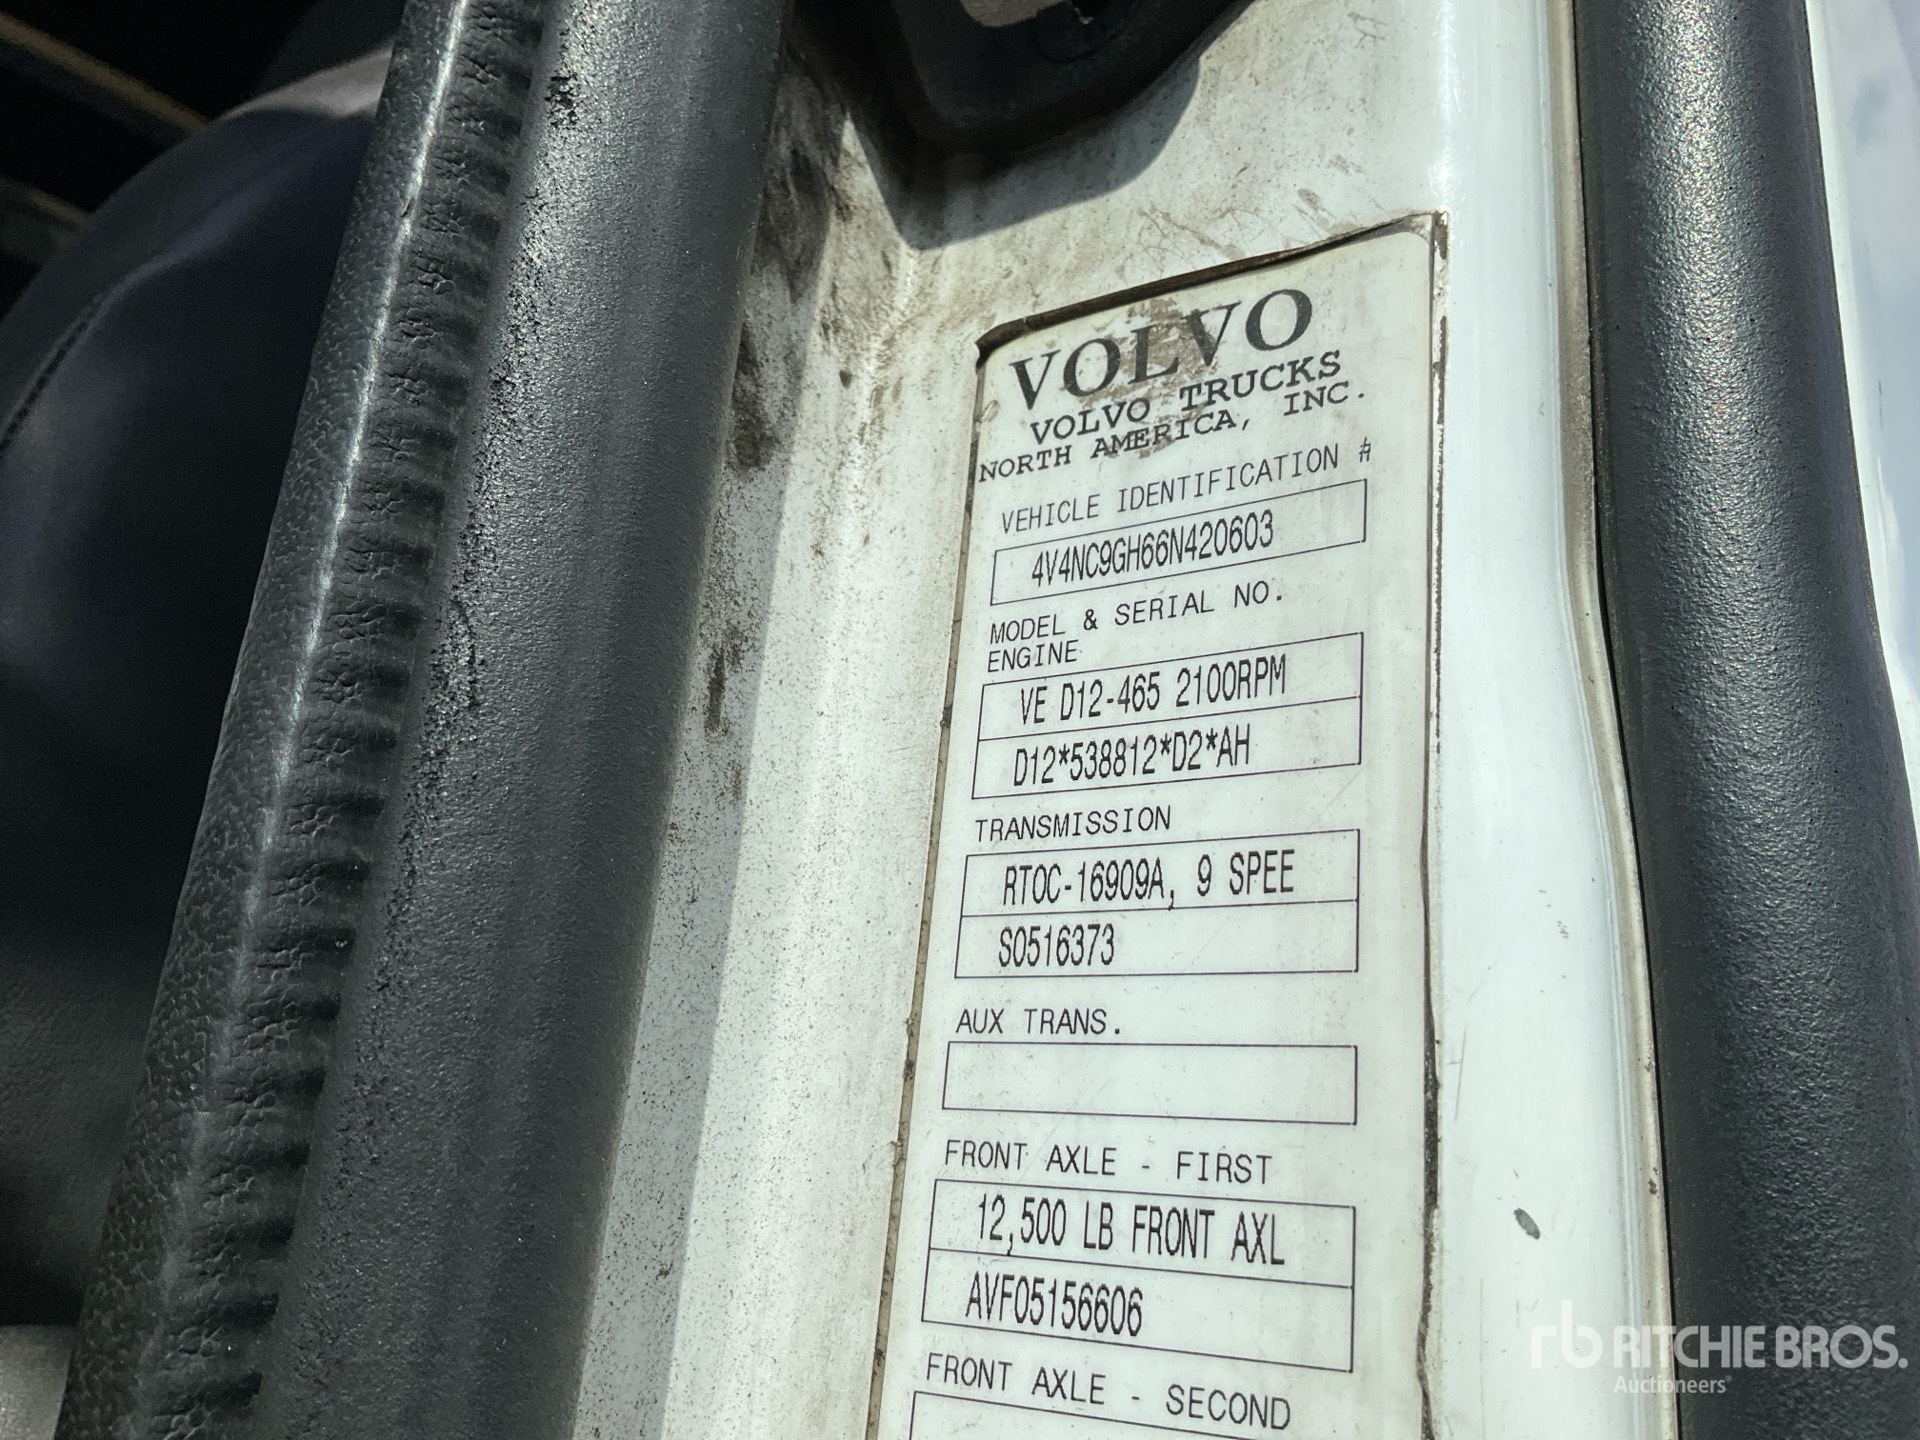 VOLVO
VOLVO TRUCKS
NORTH AMERICA, INC.
VEHICLE IDENTIFICATION #
4V4NC9GH66N420603
MODEL & SERIAL NO.
ENGINE
VE D12-465 2100RPM
D12*538812*D2*AH
TRANSMISSION
RTOC-16909A, 9 SPEE
S0516373
AUX TRANS.
FRONT AXLE - FIRST
12,500 LB FRONT AXL
AVF05156606
FRONT AXLE - SECOND
rb RITCHIE BROS.
Auctioneers